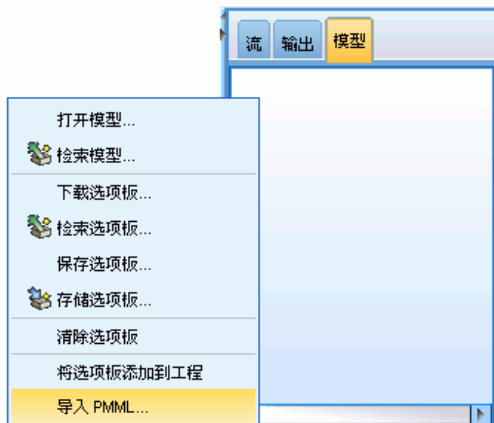 流 输出 模型
打开模型...
检索模型...
下载选项板...
检索选项板...
保存选项板...
存储选项板...
清除选项板
将选项板添加到工程
导入 PMML...